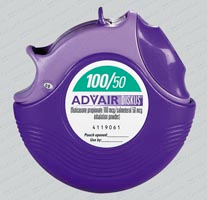 100/50
ADVAIR DISKUS
(fluticasone propionate 100 mcg/salmeterol 50 mcg
inhalation powder)
4119061
Pouch opened
Use by